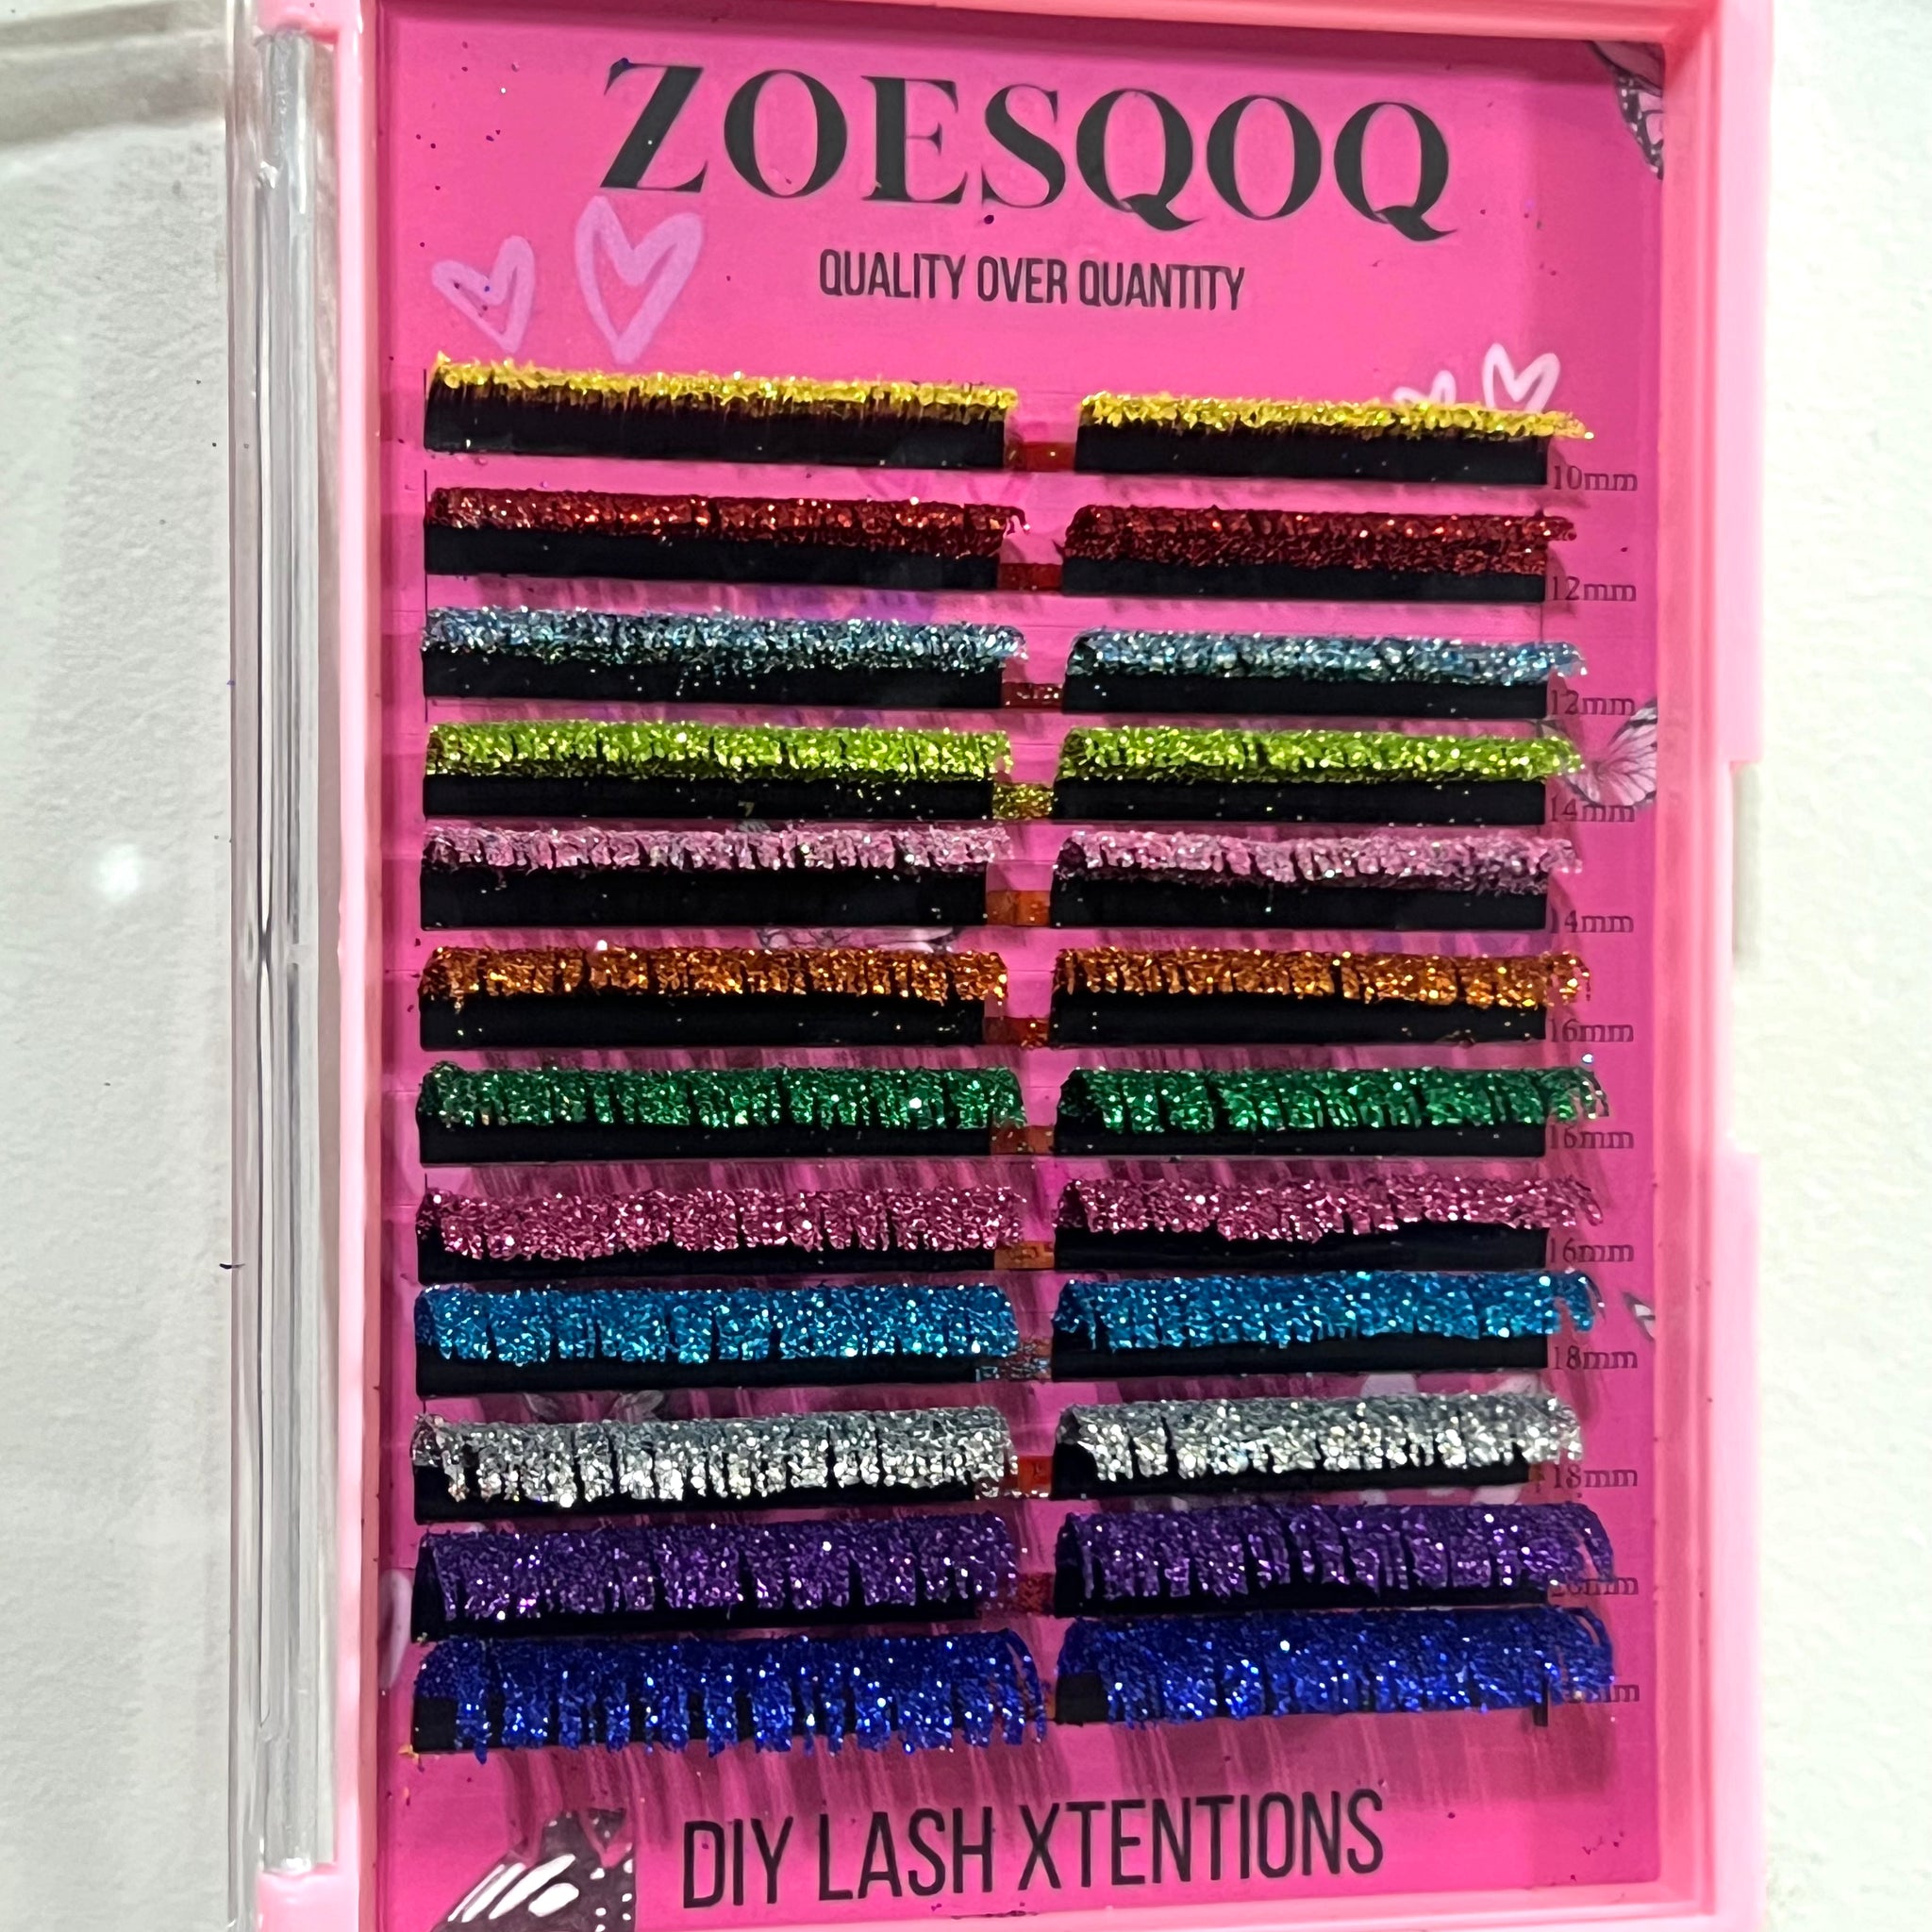 ZOESQOQ
QUALITY OVER QUANTITY
10mm
12mm
12mm
14mm
14mm
16mm
16mm
16mm
18mm
18mm
DIY LASH XTENTIONS